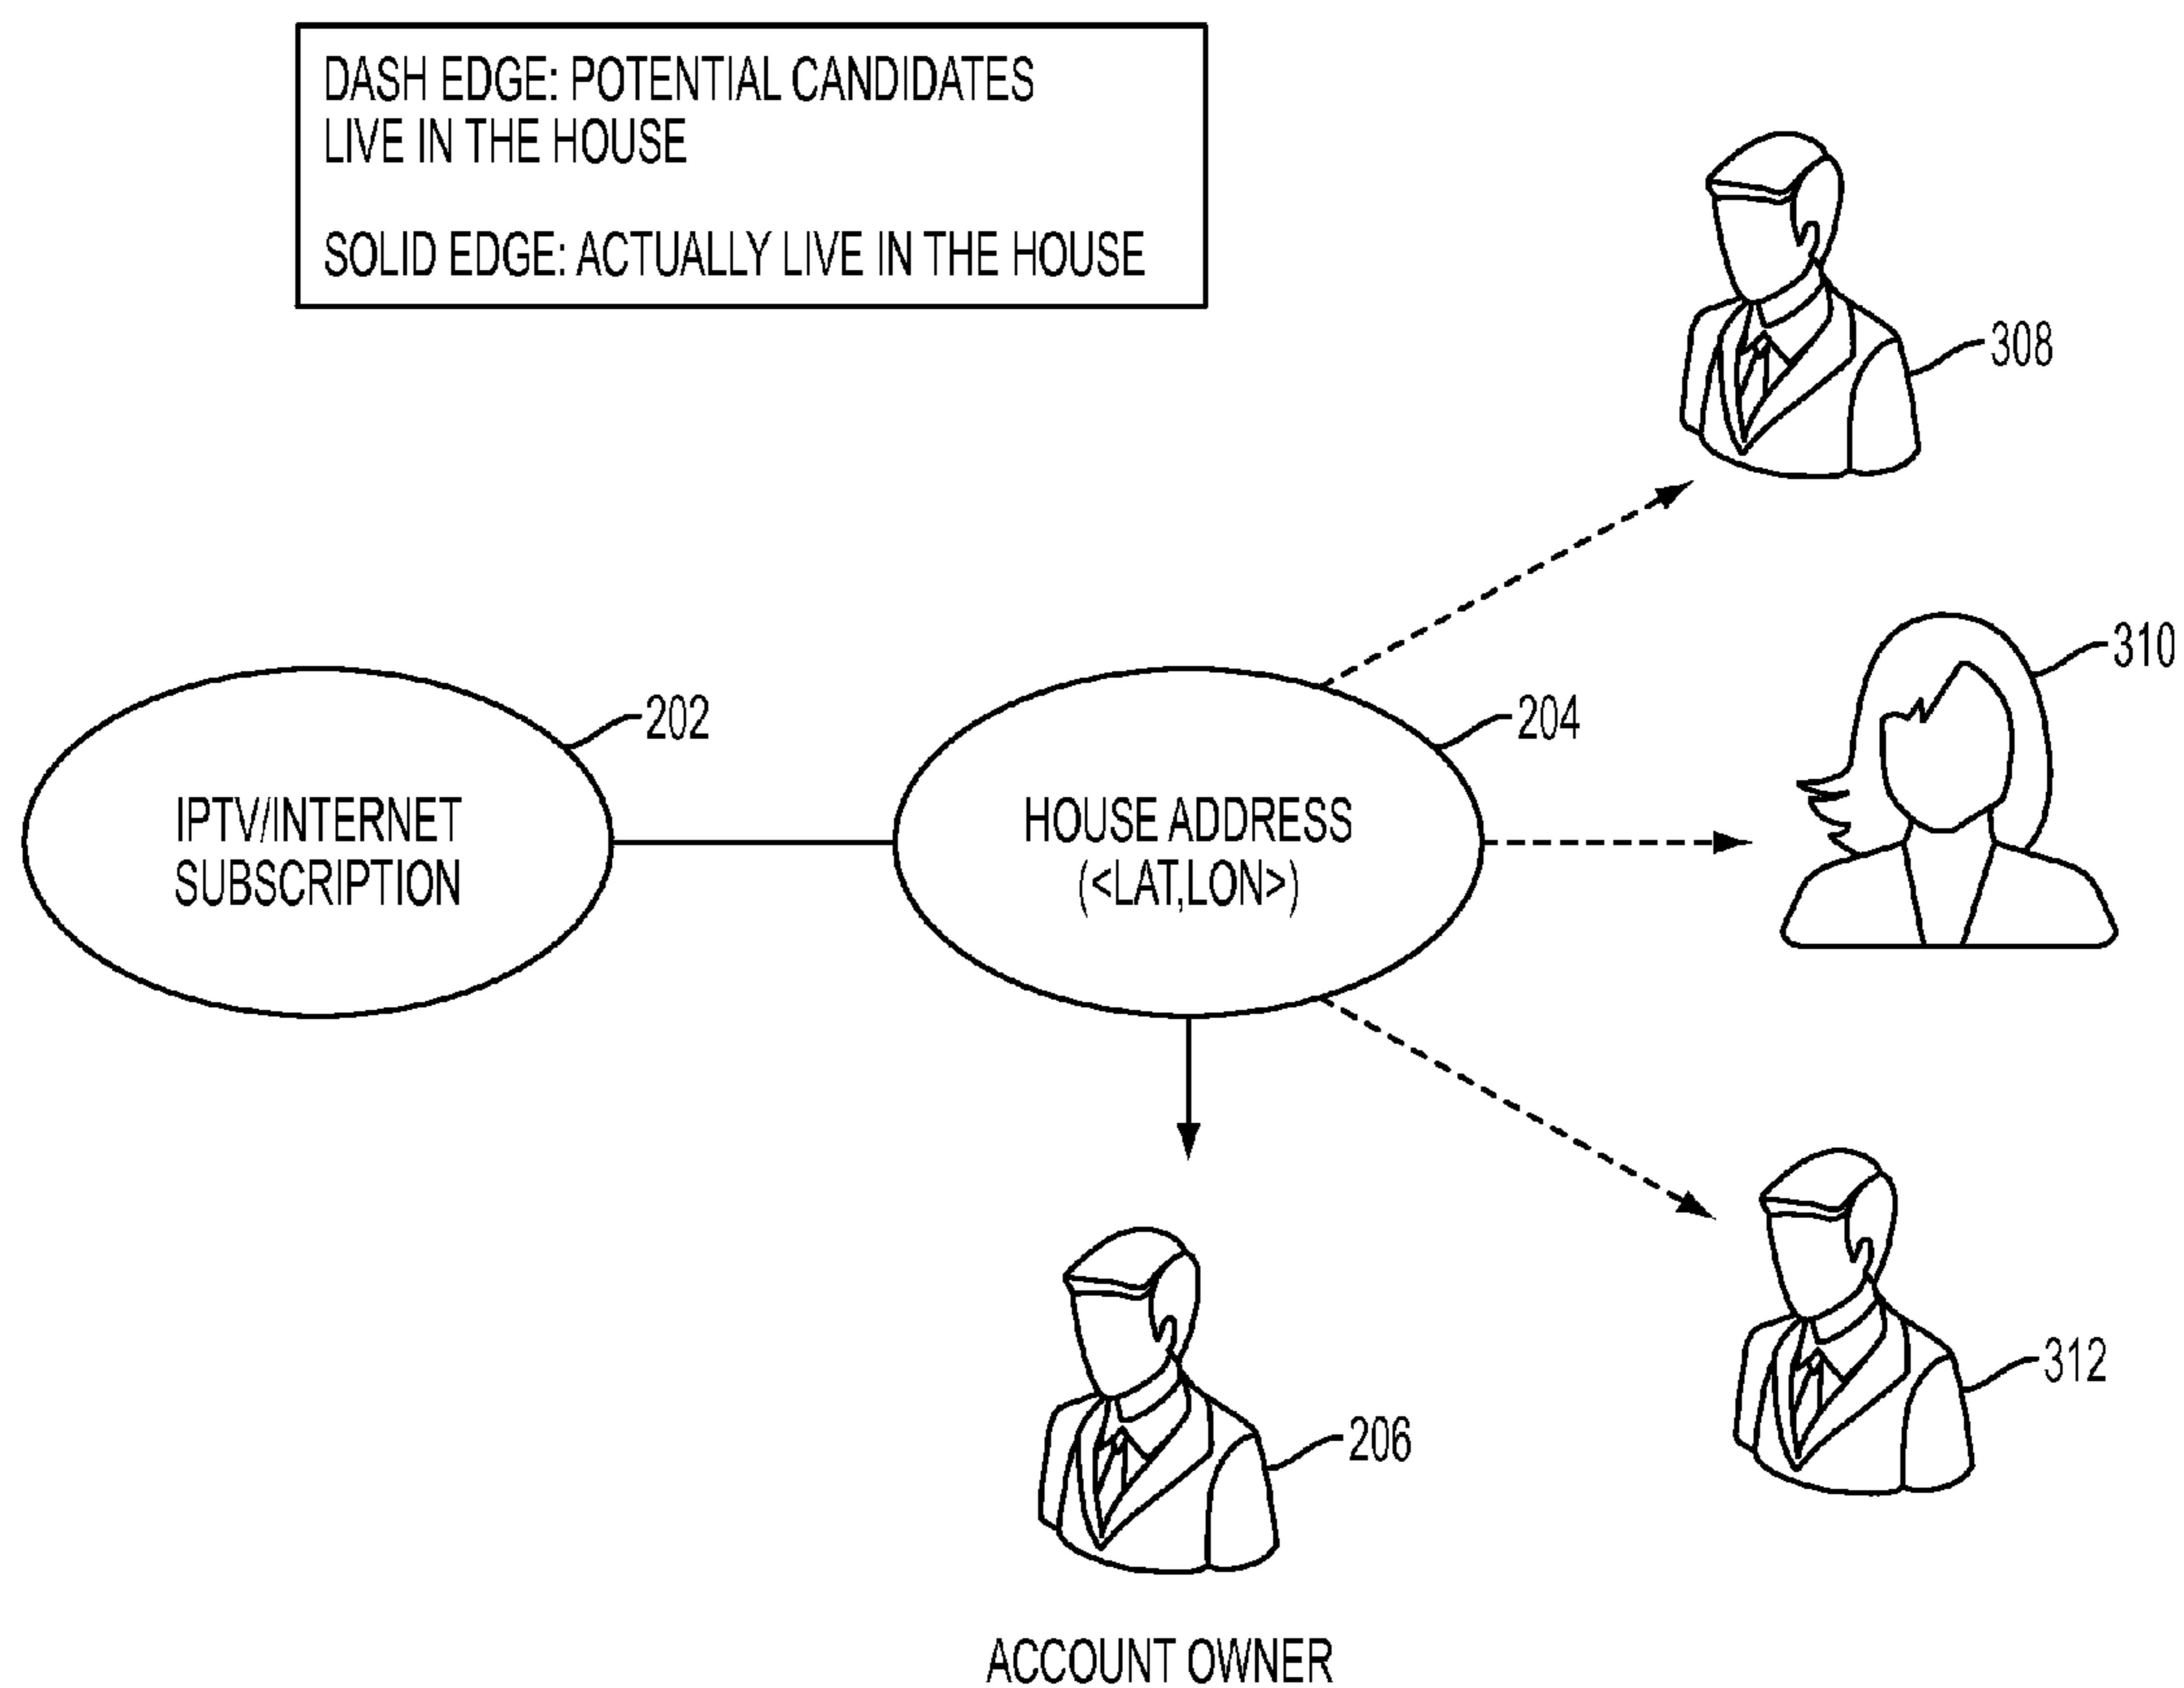 DASH EDGE: POTENTIAL CANDIDATES
LIVE IN THE HOUSE
SOLID EDGE: ACTUALLY LIVE IN THE HOUSE
308
310
202
204
IPTV/INTERNET
SUBSCRIPTION
HOUSE ADDRESS
(<LAT,LON>)
312
206
ACCOUNT OWNER